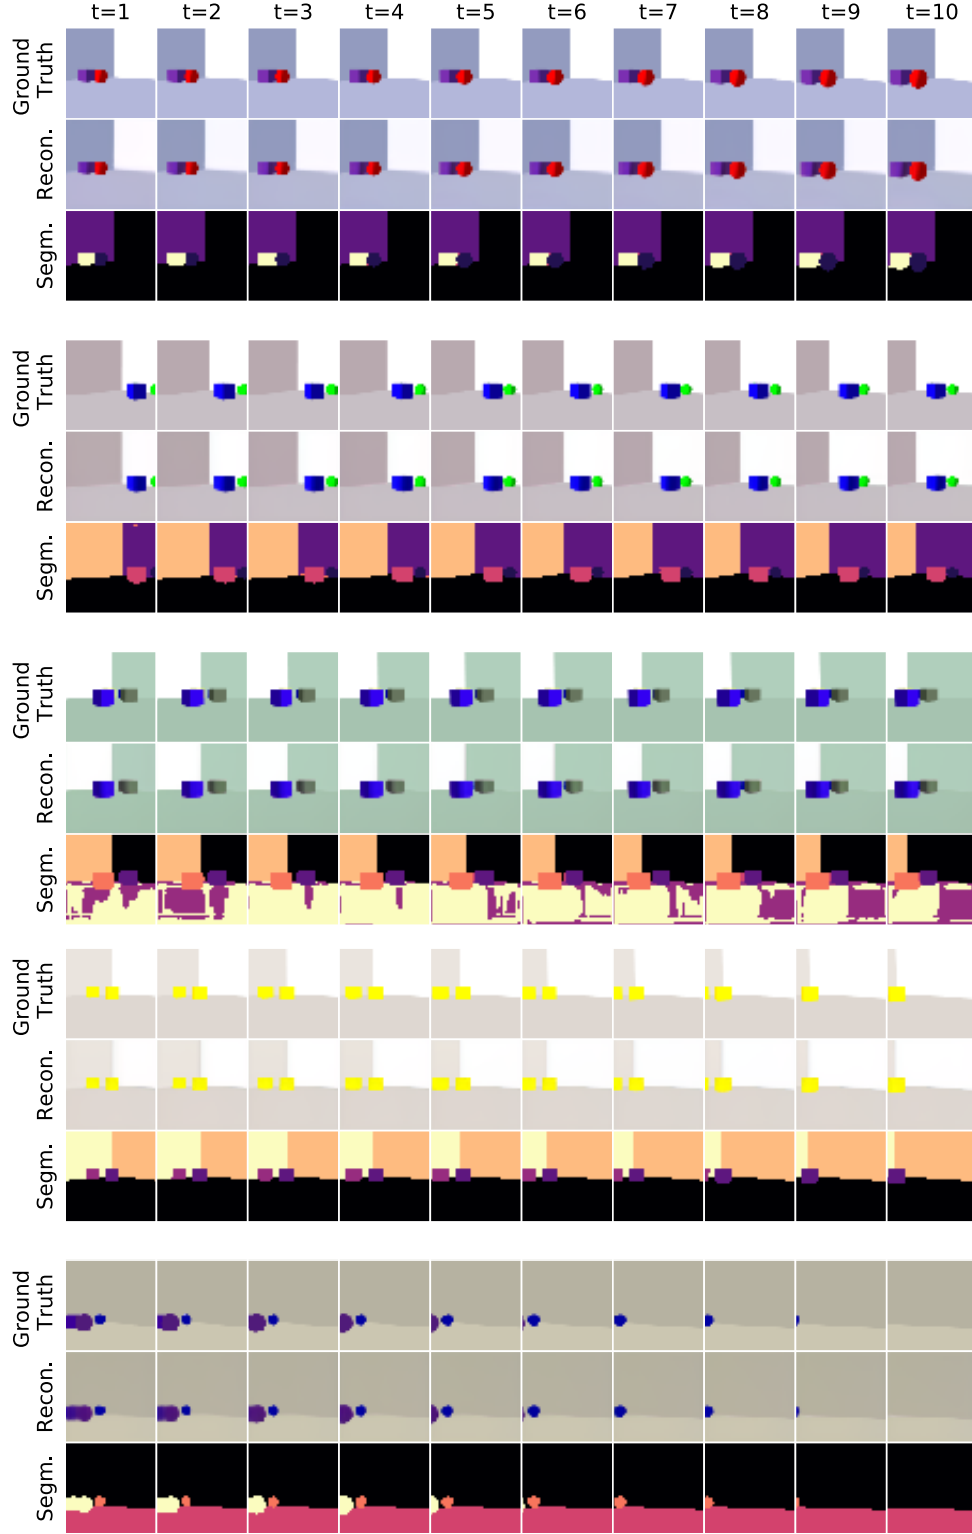 t=1 t=2 t=3 t=4 t=5 t=6 t=7 t=8 t=9 t=10
Ground
Truth
Recon.
Segm.
Ground
Truth
Recon.
Segm.
Ground
Truth
Recon.
Segm.
Ground
Truth
Recon.
Segm.
Ground
Truth
Recon.
Segm.